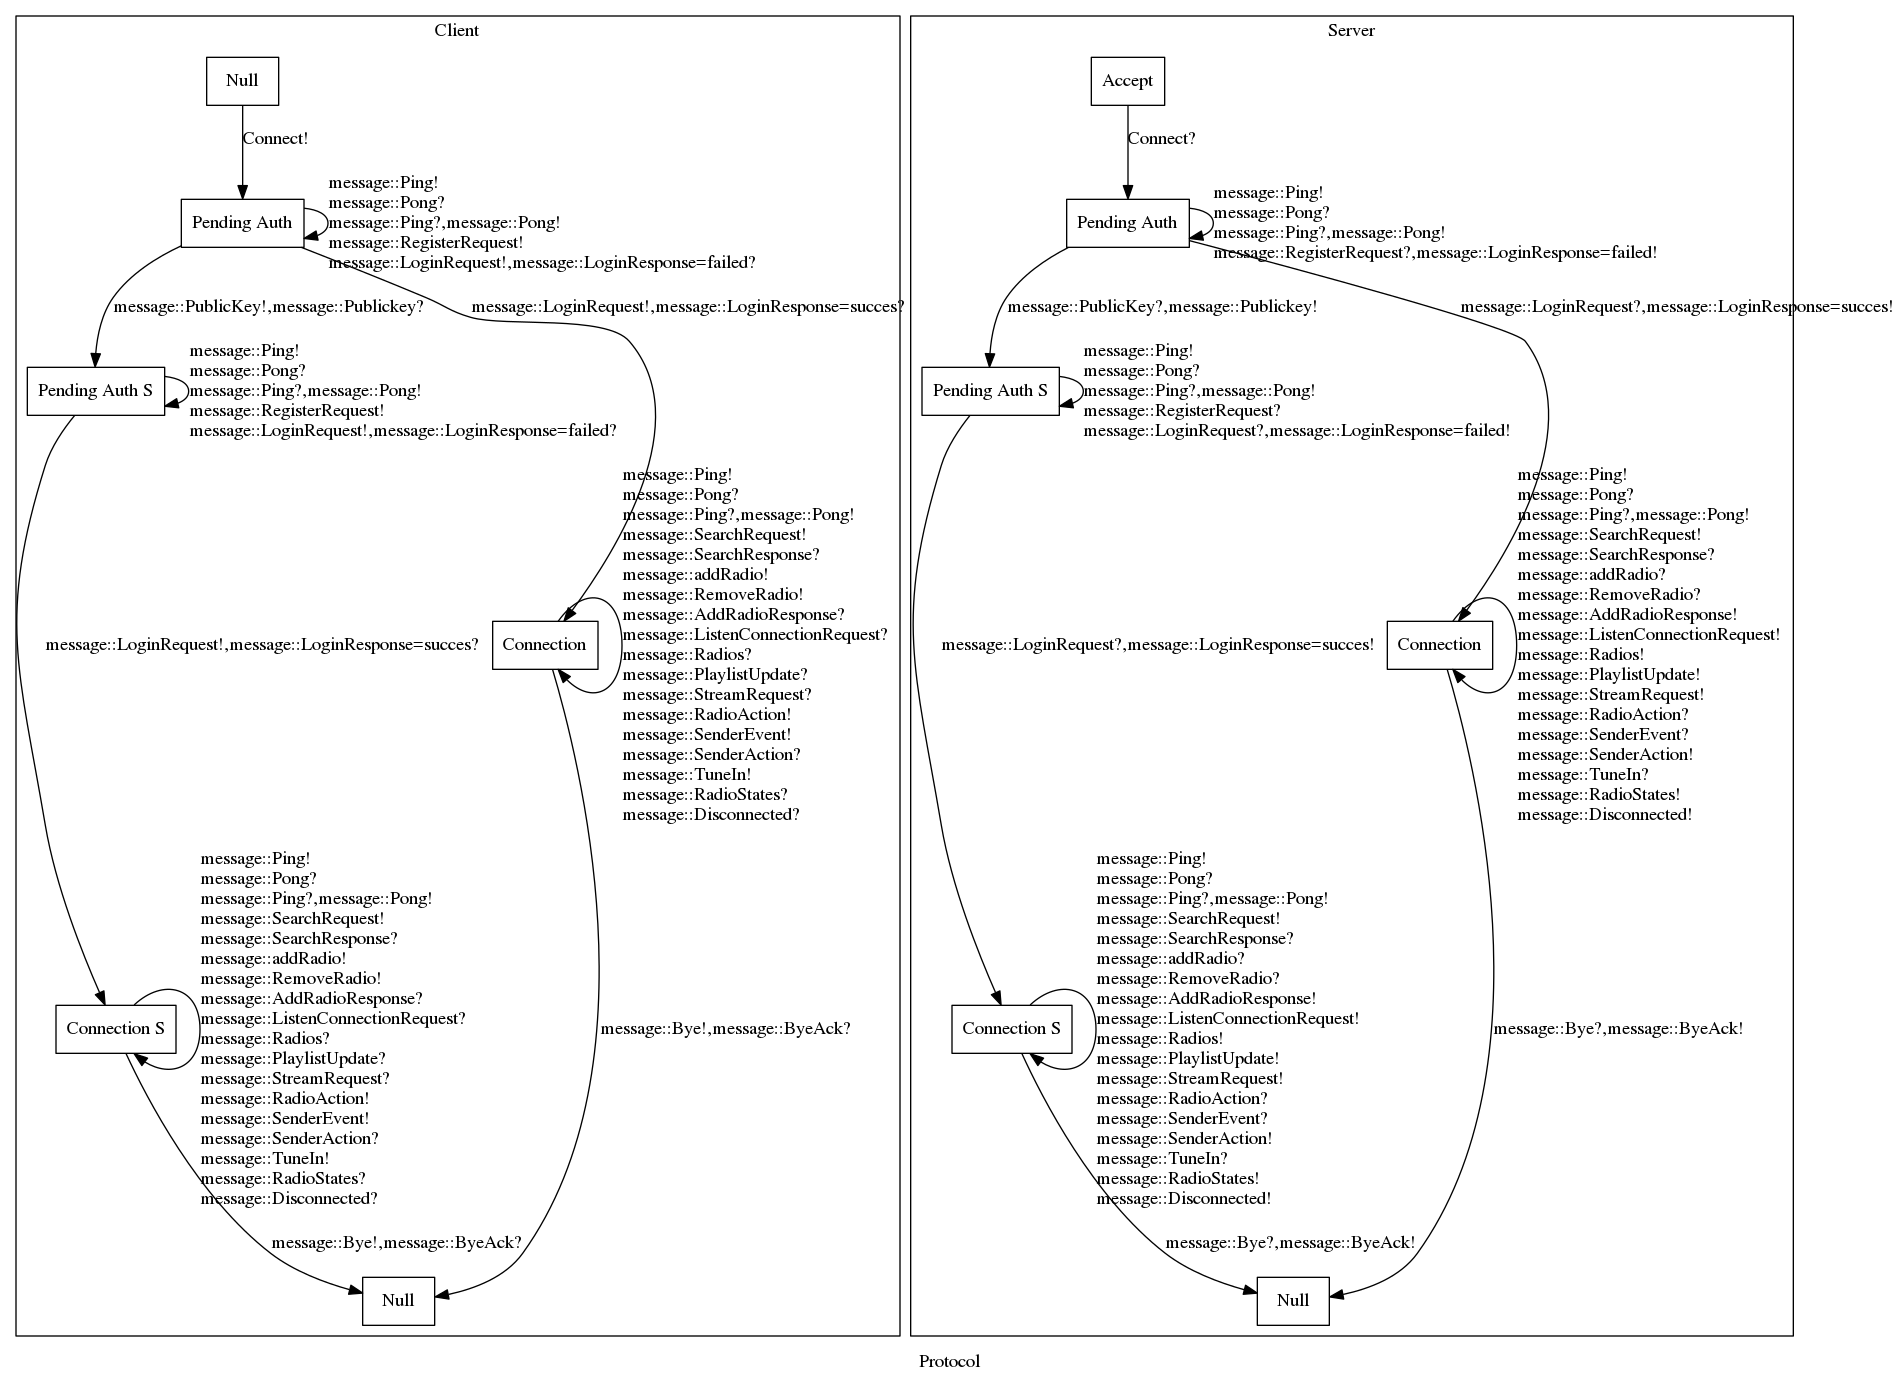 Client
Null
Connect!
message::Ping!
message::Pong?
Pending Auth
message::Ping?,message::Pong!
message::RegisterRequest!
message::LoginRequest!,message::LoginResponse=failed?
message::PublicKey!,message::Publickey?
message::LoginRequest!,message::LoginResponse=succes?
message::Ping!
message::Pong?
Pending Auth S
message::Ping?,message::Pong!
message::RegisterRequest!
message::LoginRequest!,message::LoginResponse=failed?
message::Ping!
message::Pong?
message::Ping?,message::Pong!
message::SearchRequest!
message::SearchResponse?
message::addRadio!
message::RemoveRadio!
message::AddRadioResponse?
message::ListenConnectionRequest?
message::Radios?
message::PlaylistUpdate?
message::StreamRequest?
message::RadioAction!
message::SenderEvent!
message::SenderAction?
message::TuneIn!
message::RadioStates?
message::Disconnected?
message::LoginRequest!,message::LoginResponse=succes?
Connection
message::Ping!
message::Pong?
message::Ping?,message::Pong!
message::SearchRequest!
message::SearchResponse?
message::addRadio!
message::RemoveRadio!
message::AddRadioResponse?
message::ListenConnectionRequest?
message::Radios?
message::PlaylistUpdate?
message::StreamRequest?
message::RadioAction!
message::SenderEvent!
message::SenderAction?
message::TuneIn!
message::RadioStates?
message::Disconnected?
Connection S
message::Bye!,message::ByeAck?
message::Bye!,message::ByeAck?
Null
Server
Accept
Connect?
message::Ping!
message::Pong?
Pending Auth
message::Ping?,message::Pong!
message::RegisterRequest?,message::LoginResponse=failed!
message::PublicKey?,message::Publickey!
message::LoginRequest?,message::LoginResponse=succes!
message::Ping!
message::Pong?
Pending Auth S
message::Ping?,message::Pong!
message::RegisterRequest?
message::LoginRequest?,message::LoginResponse=failed!
message::Ping!
message::Pong?
message::Ping?,message::Pong!
message::SearchRequest!
message::SearchResponse?
message::addRadio?
message::RemoveRadio?
message::AddRadioResponse!
message::ListenConnectionRequest!
message::Radios!
message::PlaylistUpdate!
message::StreamRequest!
message::RadioAction?
message::SenderEvent?
message::SenderAction!
message::TuneIn?
message::RadioStates!
message::Disconnected!
message::LoginRequest?,message::LoginResponse=succes!
Connection
message::Ping!
message::Pong?
message::Ping?,message::Pong!
message::SearchRequest!
message::SearchResponse?
message::addRadio?
message::RemoveRadio?
message::AddRadioResponse!
message::ListenConnectionRequest!
message::Radios!
message::PlaylistUpdate!
message::StreamRequest!
message::RadioAction?
message::SenderEvent?
message::SenderAction!
message::TuneIn?
message::RadioStates!
message::Disconnected!
Connection S
message::Bye?,message::ByeAck!
message::Bye?,message::ByeAck!
Null
Protocol